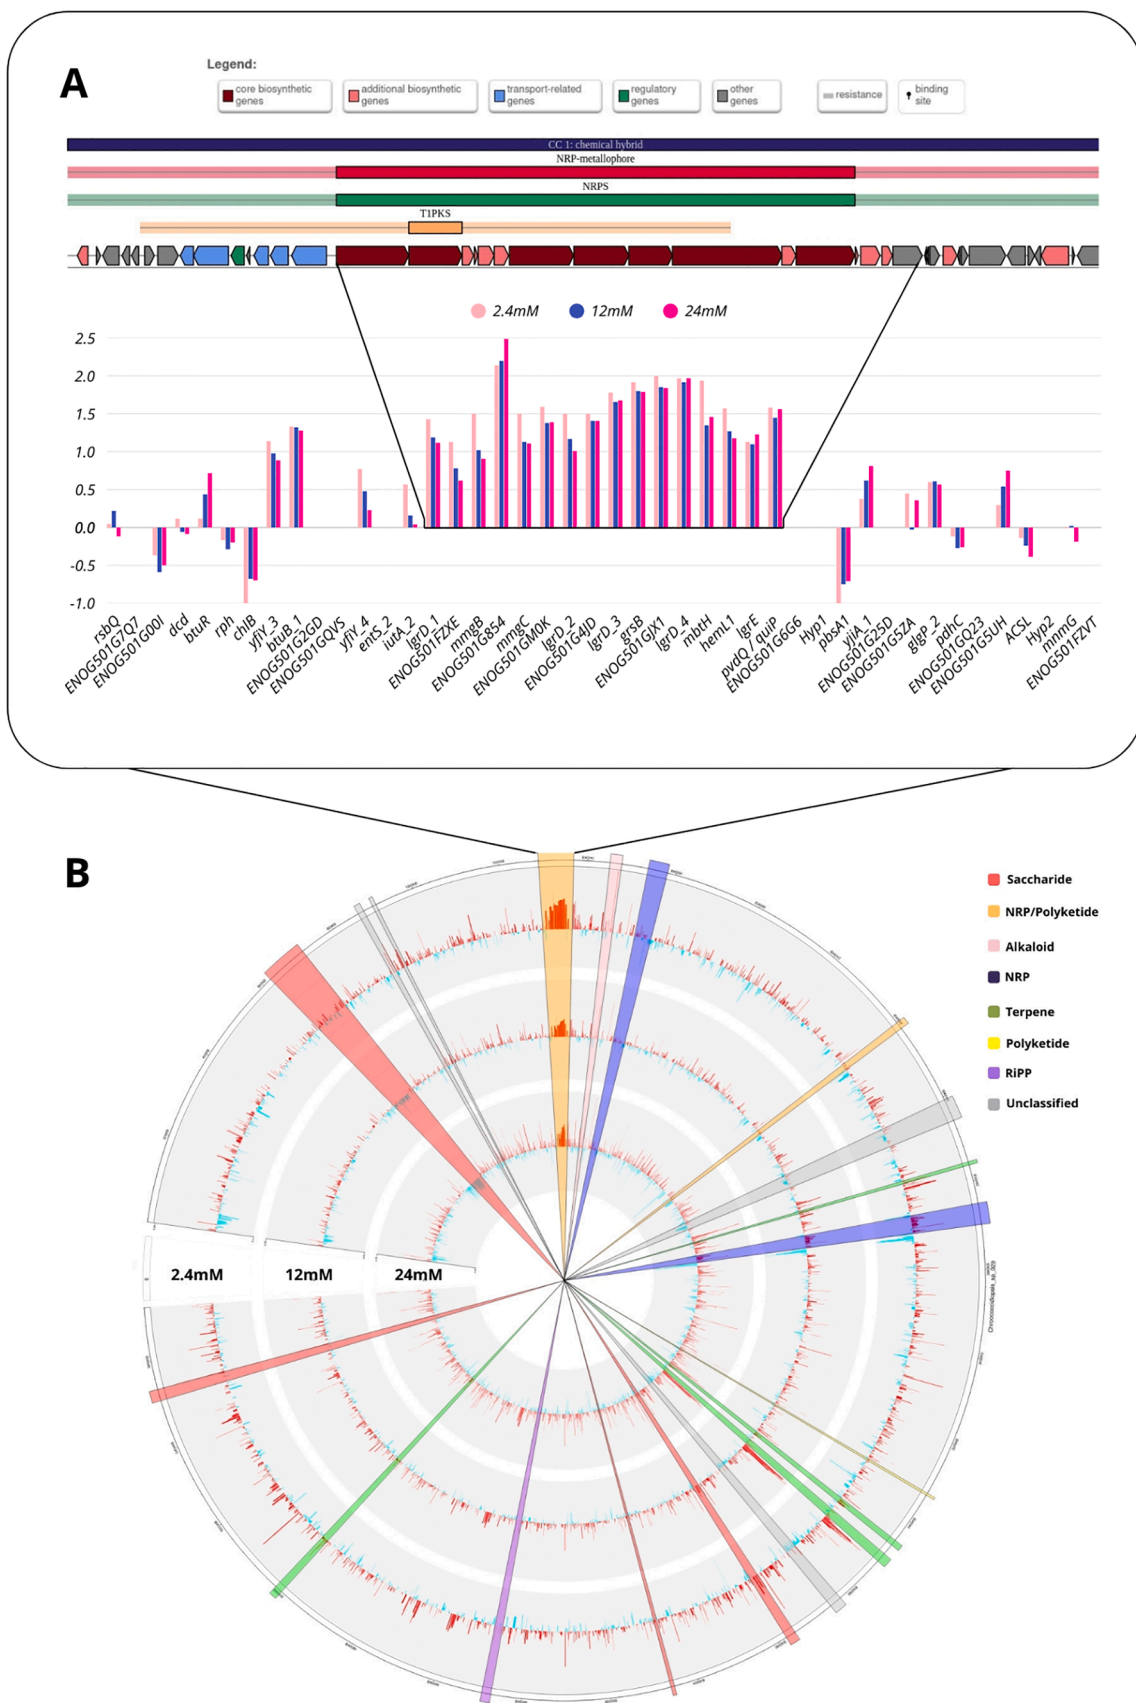 A
Legend:
core biosynthetic
genes
additional biosynthetic
genes
transport-related
genes
regulatory
genes
other
genes
resistance
binding
site
CC 1: chemical hybrid
NRP-metallophore
NRPS
T1PKS
2.4mM
12mM
24mM
2.5
2.0
1.5
1.0
0.5
0.0
-0.5
-1.0
rsbQ
ENOG501G7Q7
ENOG501G00I
dcd
btuR
rph
chlB
yfiY_3
btuB_1
ENOG501G2GD
ENOG501GQVS
yfiY_4
entS_2
iutA_2
lgrD_1
ENOG501FZXE
mmgB
ENOG501G854
mmgC
ENOG501GM0K
lgrD_2
ENOG501G4JD
lgrD_3
grsB
ENOG501GJX1
lgrD_4
mbtH
hemL1
lgrE
pvdQ / quiP
ENOG501G6G6
Hyp1
pbsA1
yjjA_1
ENOG501G25D
ENOG501G5ZA
glgP_2
pdhC
ENOG501GQ23
ENOG501G5UH
ACSL
Hyp2
mnmG
ENOG501FZVT
B
Saccharide
NRP/Polyketide
Alkaloid
NRP
Terpene
Polyketide
RiPP
Unclassified
2.4mM
12mM
24mM